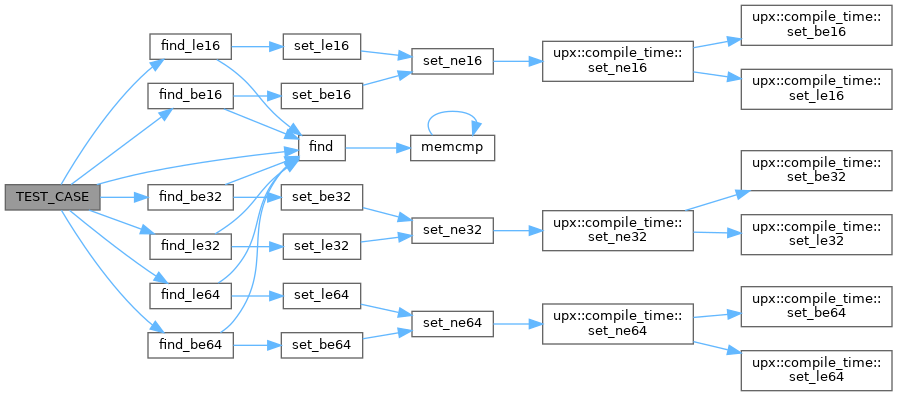 TEST_CASE
find_le16
find_be16
find
find_be32
find_le32
find_le64
find_be64
set_le16
set_be16
memcmp
set_be32
set_le32
set_le64
set_be64
set_ne16
set_ne32
set_ne64
upx::compile_time::
set_ne16
upx::compile_time::
set_ne32
upx::compile_time::
set_ne64
upx::compile_time::
set_be16
upx::compile_time::
set_le16
upx::compile_time::
set_be32
upx::compile_time::
set_le32
upx::compile_time::
set_be64
upx::compile_time::
set_le64